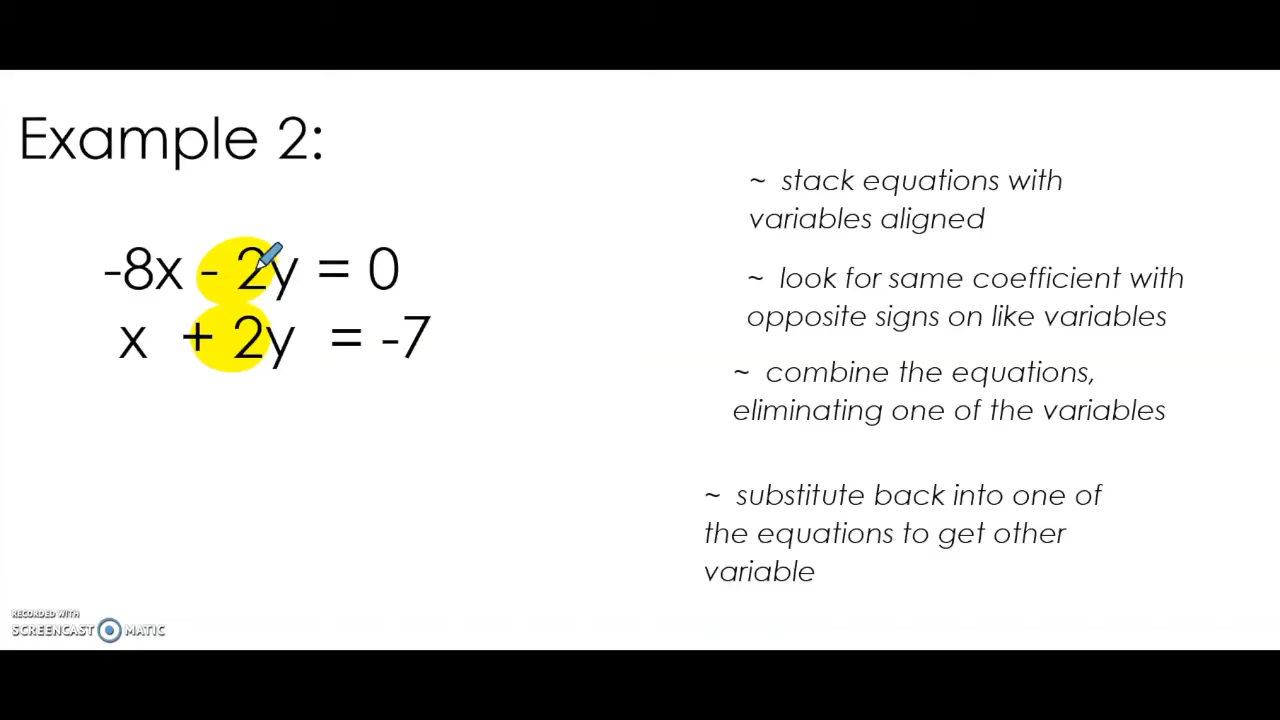 Example 2:
-8x - 2y = 0
x + 2y = -7
~ stack equations with
variables aligned
~ look for same coefficient with
opposite signs on like variables
~ combine the equations,
eliminating one of the variables
~ substitute back into one of
the equations to get other
variable
RECORDED WITH
SCREENCAST MATIC